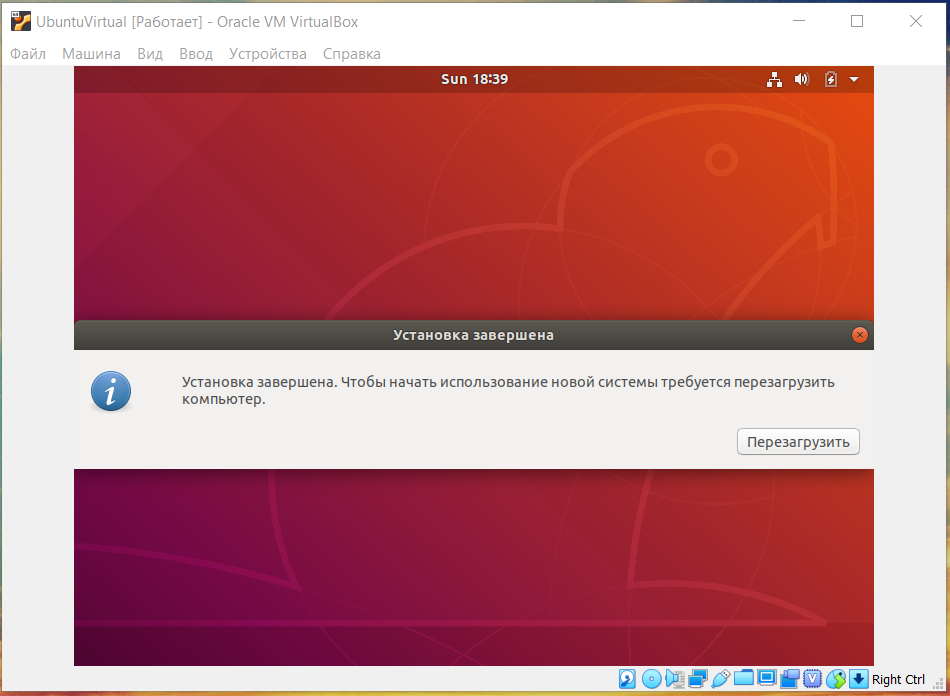 UbuntuVirtual [Работает] - Oracle VM VirtualBox
Файл Машина Вид Ввод Устройства Справка
Sun 18:39
Установка завершена
Установка завершена. Чтобы начать использование новой системы требуется перезагрузить
компьютер.
Перезагрузить
Right Ctrl